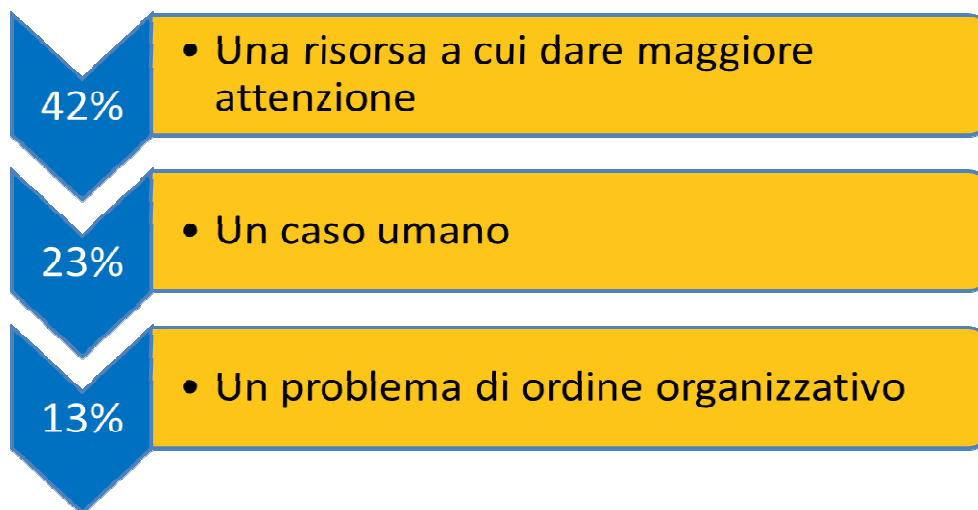 42%
• Una risorsa a cui dare maggiore
attenzione
23%
• Un caso umano
13%
• Un problema di ordine organizzativo